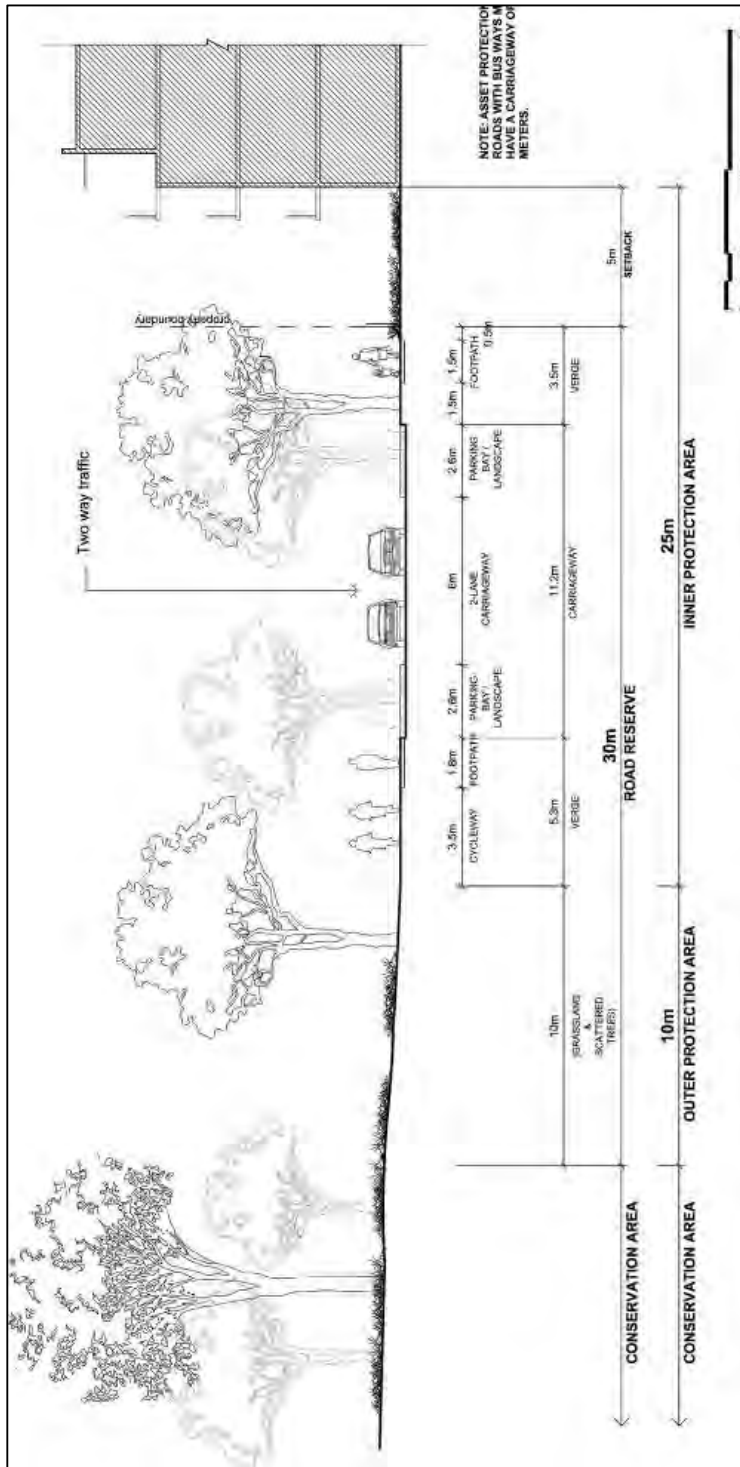 Two way traffic
property boundary
NOTE: ASSET PROTECTION
ROADS WITH BUS WAYS M
HAVE A CARRIAGEWAY OF
METERS.
3.5m
CYCLEWAY
1.8m
FOOTPATH
2.6m
PARKING
BAY /
LANDSCAPE
6m
2-LANE
CARRIAGEWAY
2.6m
PARKING
BAY /
LANDSCAPE
1.5m
1.5m
FOOTPATH
0.5m
10m
(GRASSLAND
&
SCATTERED
TREES)
5.3m
VERGE
11.2m
CARRIAGEWAY
3.5m
VERGE
CONSERVATION AREA
30m
ROAD RESERVE
5m
SETBACK
CONSERVATION AREA
10m
OUTER PROTECTION AREA
25m
INNER PROTECTION AREA